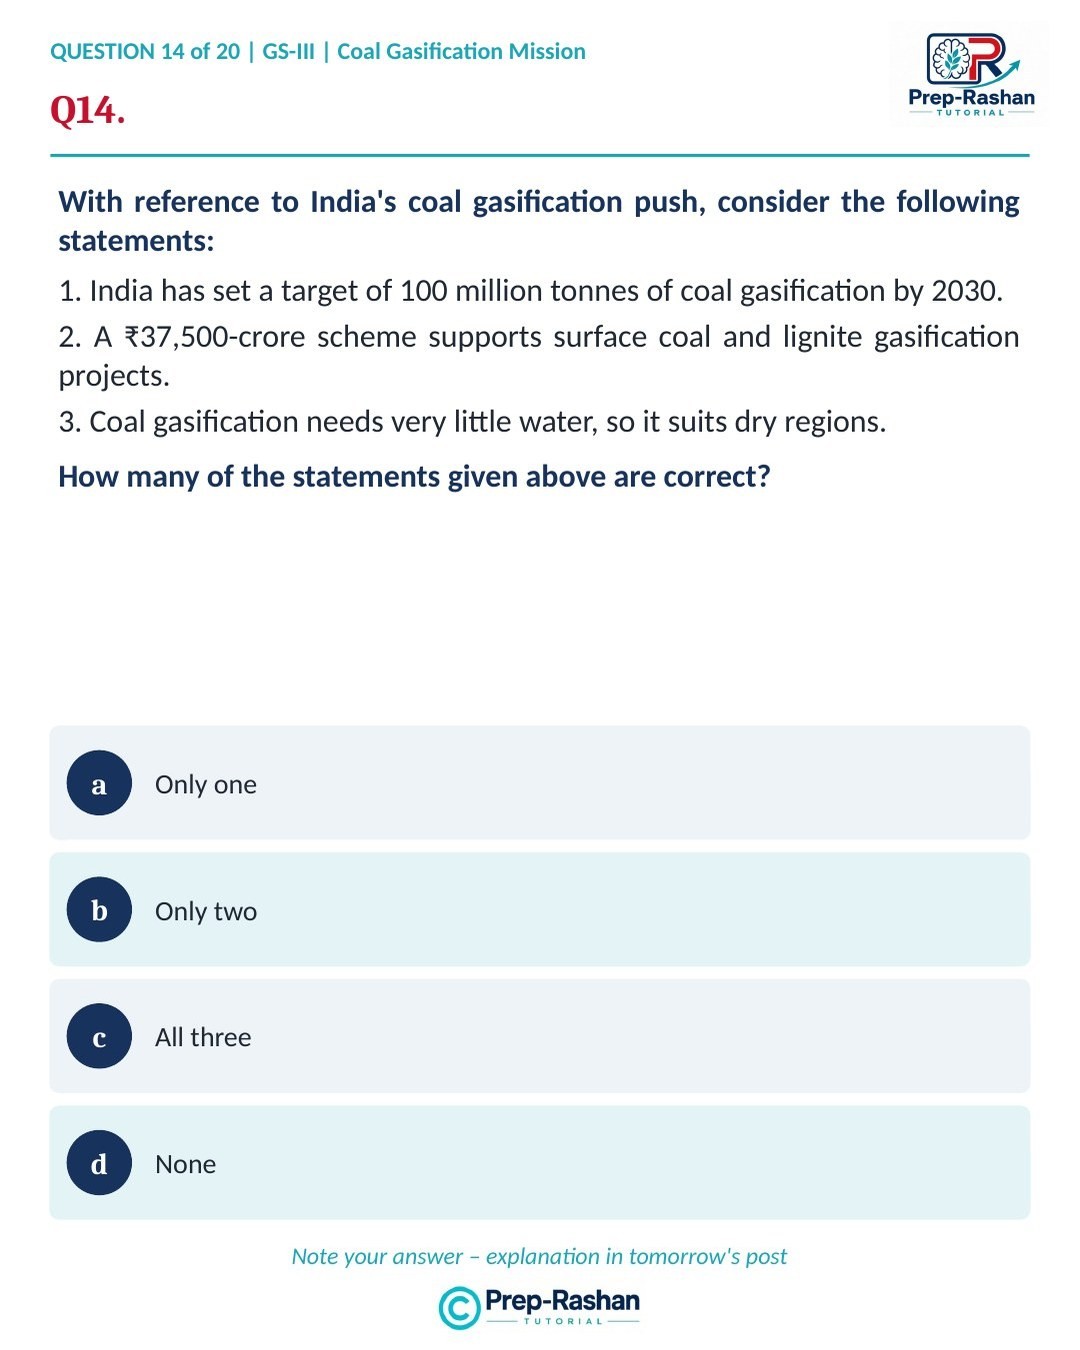 QUESTION 14 of 20 | GS-III | Coal Gasification Mission
Prep-Rashan
TUTORIAL
Q14.
With reference to India's coal gasification push, consider the following
statements:
1. India has set a target of 100 million tonnes of coal gasification by 2030.
2. A ₹37,500-crore scheme supports surface coal and lignite gasification
projects.
3. Coal gasification needs very little water, so it suits dry regions.
How many of the statements given above are correct?
a Only one
b Only two
c All three
d None
Note your answer – explanation in tomorrow's post
© Prep-Rashan
TUTORIAL